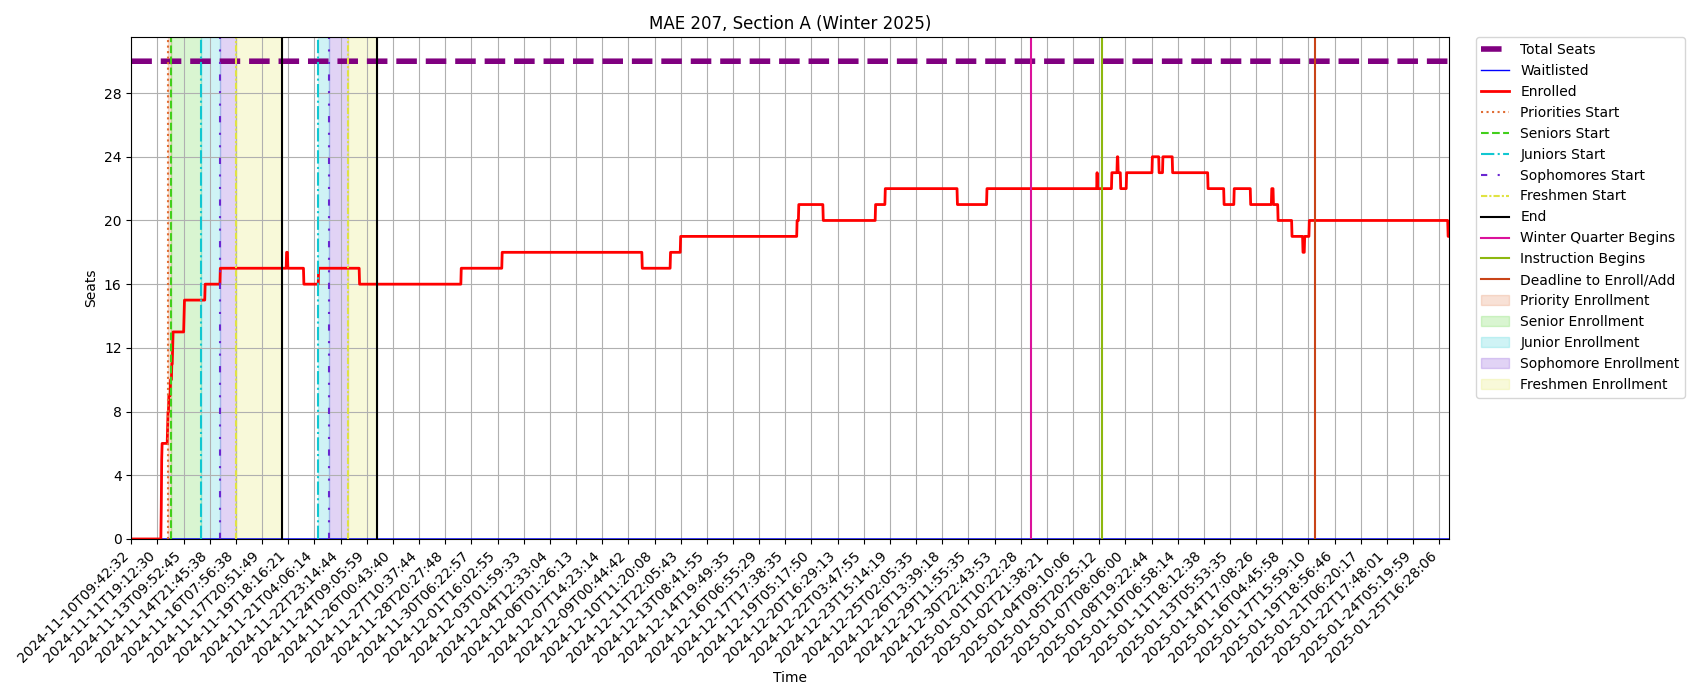 MAE 207, Section A (Winter 2025)
Seats
28
24
20
16
12
8
4
0
2024-11-10T09:42:32
2024-11-11T19:12:30
2024-11-13T09:52:45
2024-11-14T21:45:38
2024-11-16T07:56:38
2024-11-17T20:51:49
2024-11-19T18:16:21
2024-11-21T04:06:14
2024-11-22T23:14:44
2024-11-24T09:05:59
2024-11-26T00:43:40
2024-11-27T10:37:44
2024-11-28T20:27:48
2024-11-30T06:22:57
2024-12-01T16:02:55
2024-12-03T01:59:33
2024-12-04T12:33:04
2024-12-06T01:26:13
2024-12-07T14:23:14
2024-12-09T00:44:42
2024-12-10T11:20:08
2024-12-11T22:05:43
2024-12-13T08:41:55
2024-12-14T19:49:35
2024-12-16T06:55:29
2024-12-17T17:38:35
2024-12-19T05:17:50
2024-12-20T16:29:13
2024-12-22T03:47:55
2024-12-23T15:14:19
2024-12-25T02:05:35
2024-12-26T13:39:18
2024-12-29T11:55:35
2024-12-30T22:43:53
2025-01-01T10:22:28
2025-01-02T21:38:21
2025-01-04T09:10:06
2025-01-05T20:25:12
2025-01-07T08:06:00
2025-01-08T19:22:44
2025-01-10T06:58:14
2025-01-11T18:12:38
2025-01-13T05:53:35
2025-01-14T17:08:26
2025-01-16T04:45:58
2025-01-17T15:59:10
2025-01-19T18:56:46
2025-01-21T06:20:17
2025-01-22T17:48:01
2025-01-24T05:19:59
2025-01-25T16:28:06
Time
Total Seats
Waitlisted
Enrolled
Priorities Start
Seniors Start
Juniors Start
Sophomores Start
Freshmen Start
End
Winter Quarter Begins
Instruction Begins
Deadline to Enroll/Add
Priority Enrollment
Senior Enrollment
Junior Enrollment
Sophomore Enrollment
Freshmen Enrollment